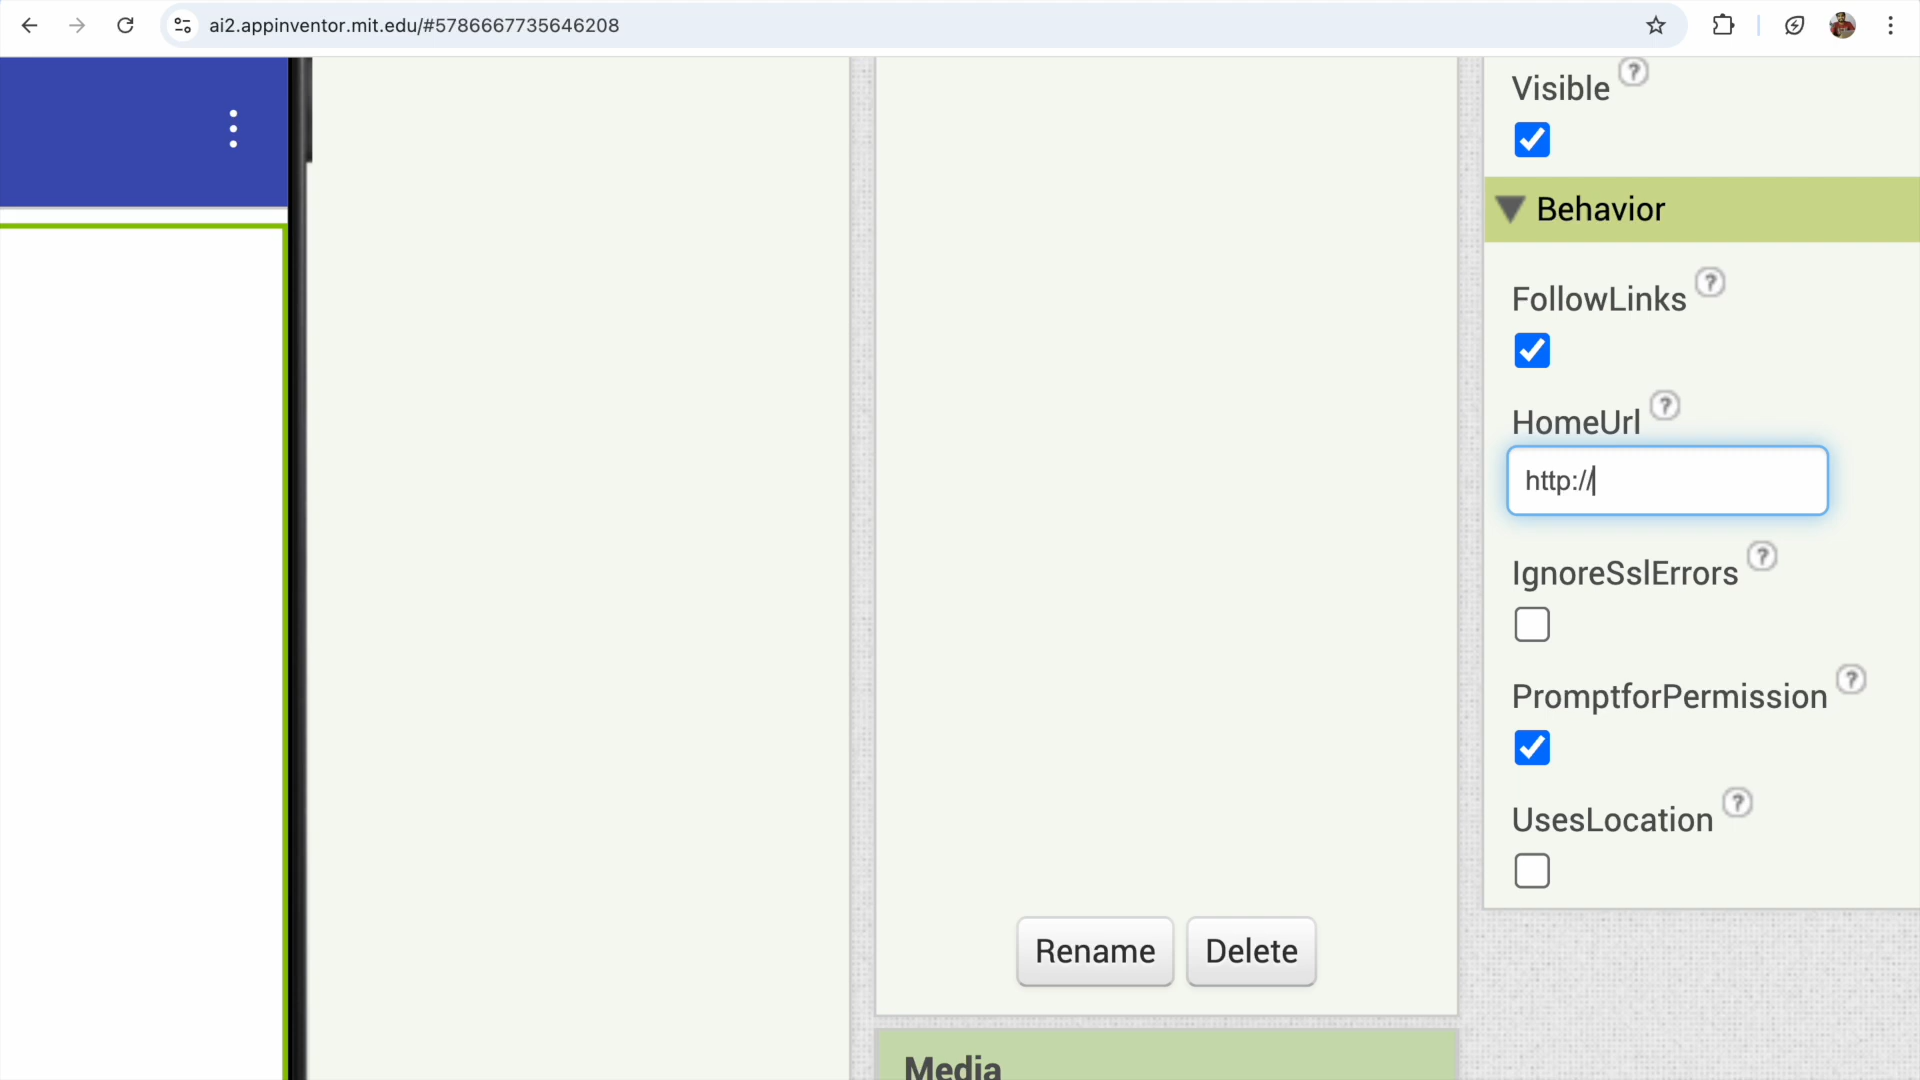 ai2.appinventor.mit.edu/#5786667735646208
Visible ?
Behavior
FollowLinks ?
HomeUrl ?
http://
IgnoreSslErrors ?
PromptforPermission ?
UsesLocation ?
Rename Delete
Media